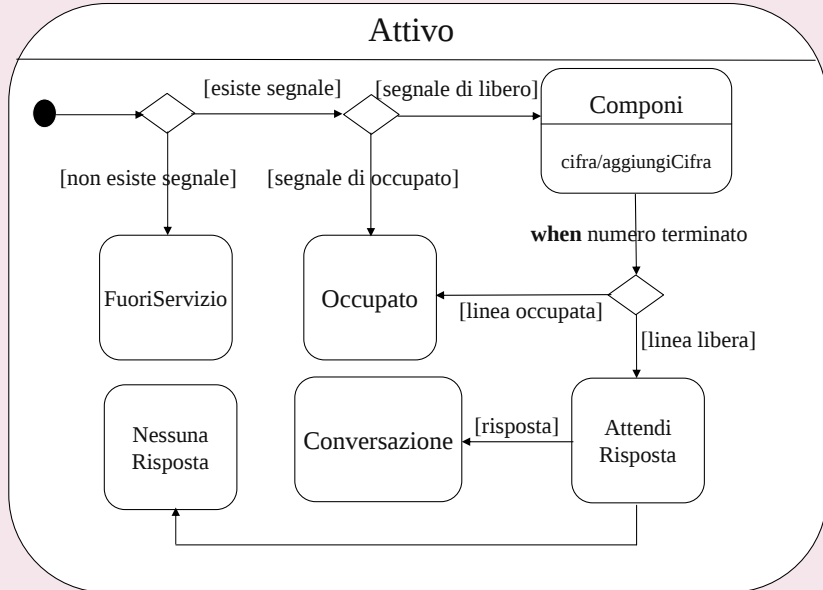 Attivo
[esiste segnale]
[segnale di libero]
Componi
cifra/aggiungiCifra
[non esiste segnale]
[segnale di occupato]
when numero terminato
FuoriServizio
Occupato
[linea occupata]
[linea libera]
Nessuna
Risposta
Conversazione
[risposta]
Attendi
Risposta